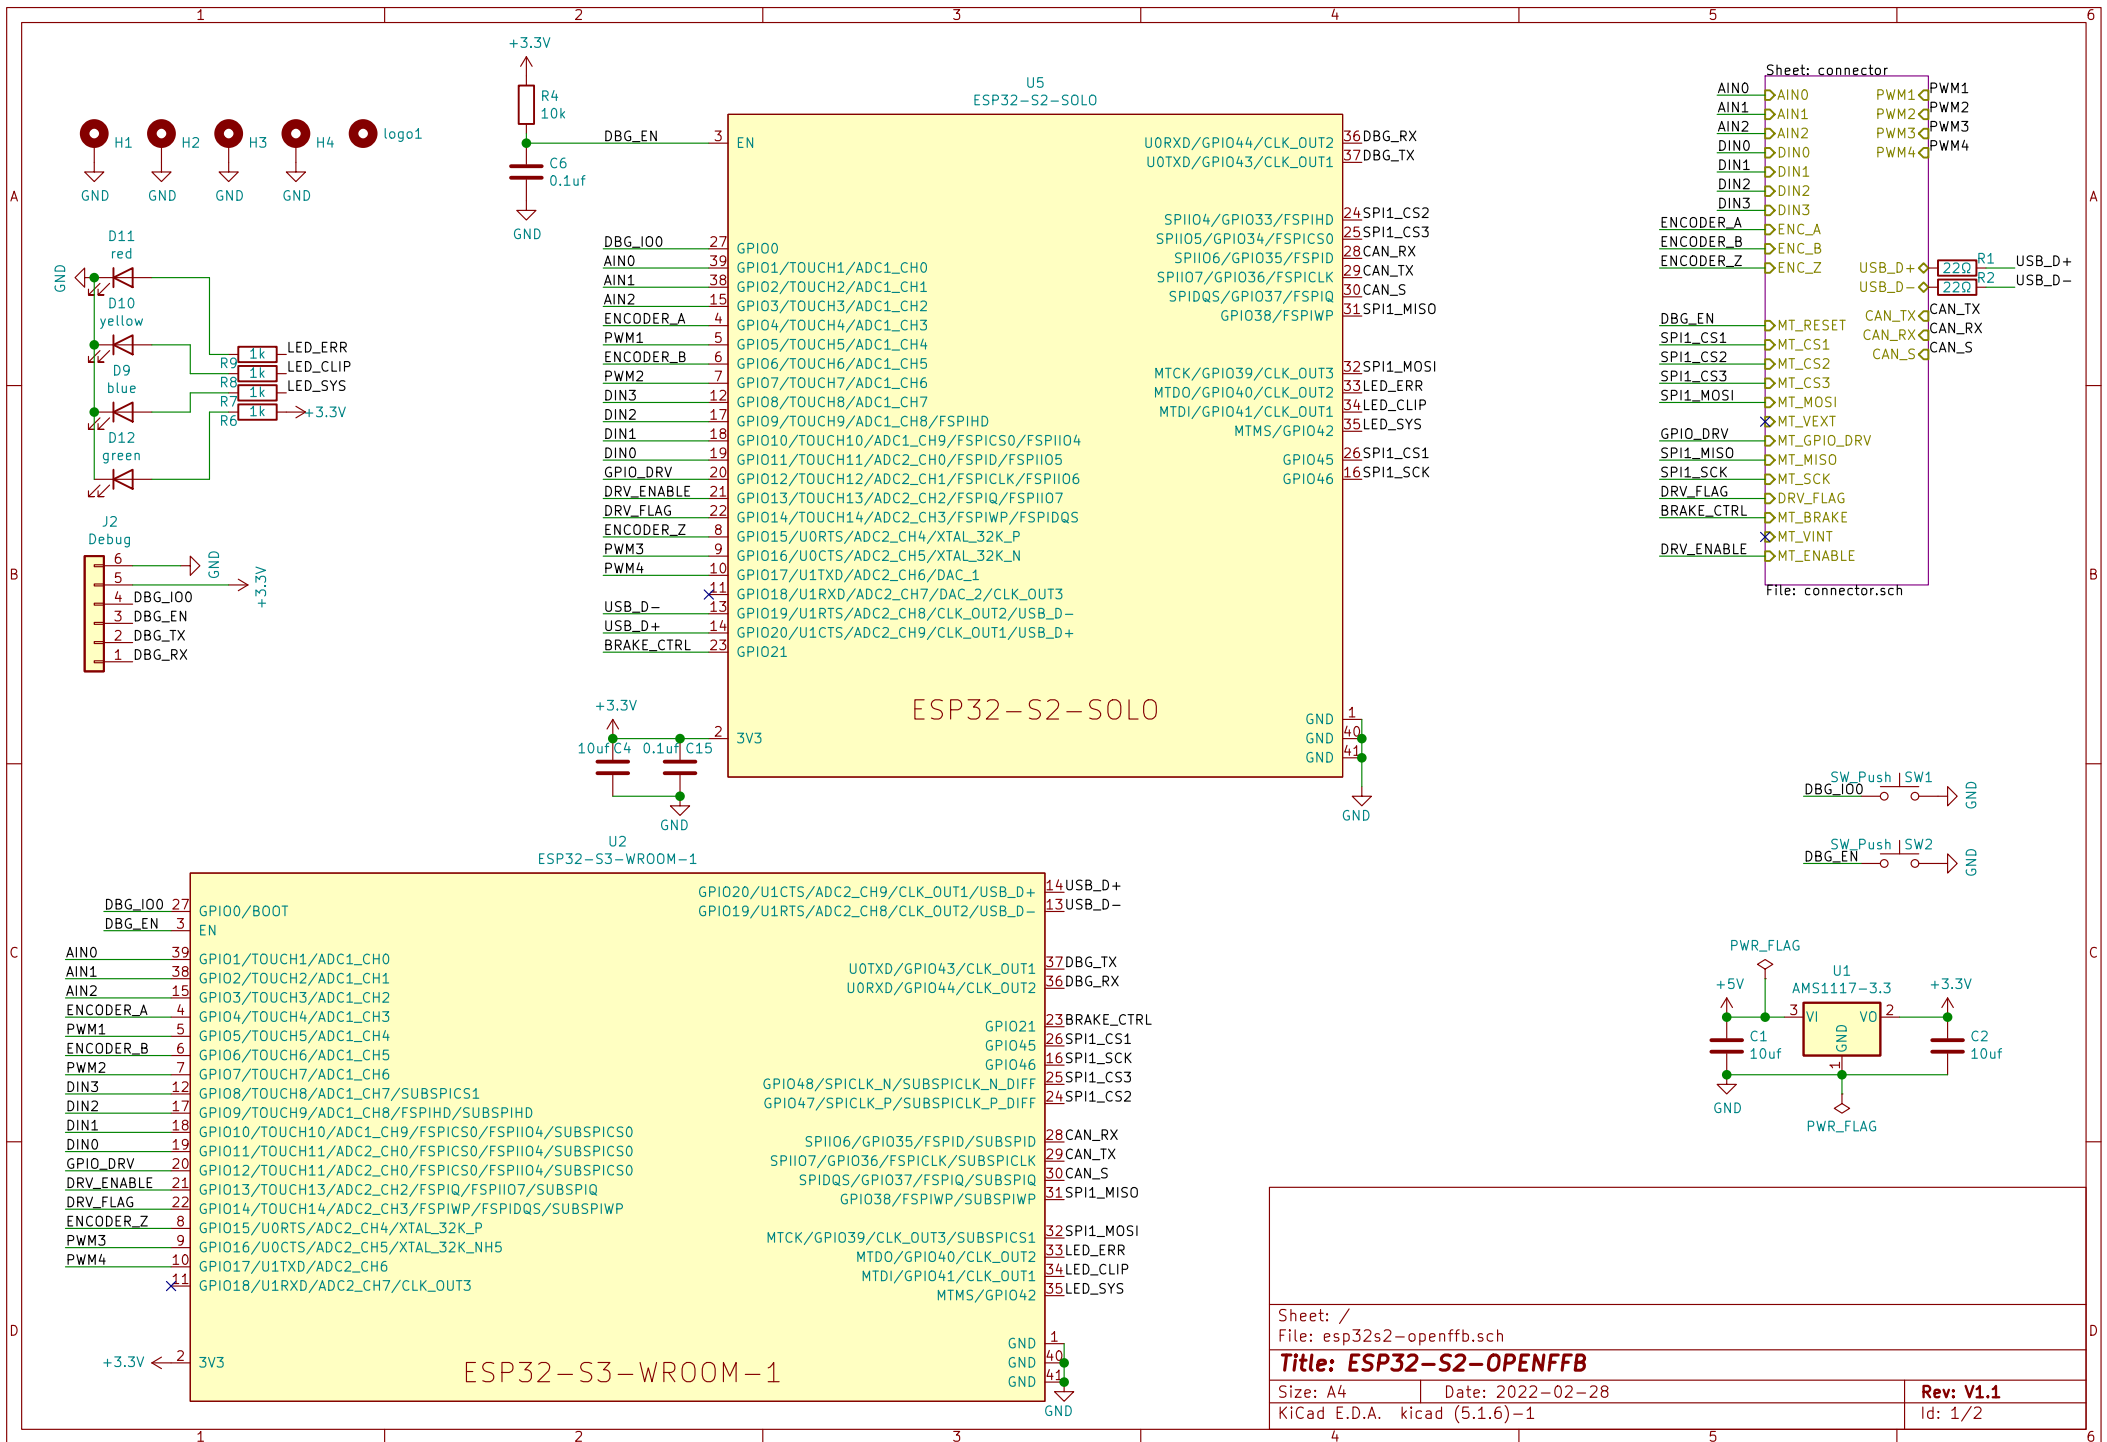 1 2 3 4 5 6
A
B
C
D
A
B
C
D
1 2 3 4 5 6
H1
H2
H3
H4
logo1
GND
GND
GND
GND
D11
red
GND
D10
yellow
D9
blue
D12
green
1k
R9
LED_ERR
1k
R8
LED_CLIP
1k
R7
LED_SYS
1k
R6
+3.3V
J2
Debug
6
GND
5
+3.3V
4 DBG_IO0
3 DBG_EN
2 DBG_TX
1 DBG_RX
+3.3V
R4
10k
C6
0.1uf
GND
U5
ESP32-S2-SOLO
DBG_EN 3 EN
DBG_IO0 27 GPIO0
AIN0 39 GPIO1/TOUCH1/ADC1_CH0
AIN1 38 GPIO2/TOUCH2/ADC1_CH1
AIN2 15 GPIO3/TOUCH3/ADC1_CH2
ENCODER_A 4 GPIO4/TOUCH4/ADC1_CH3
PWM1 5 GPIO5/TOUCH5/ADC1_CH4
ENCODER_B 6 GPIO6/TOUCH6/ADC1_CH5
PWM2 7 GPIO7/TOUCH7/ADC1_CH6
DIN3 12 GPIO8/TOUCH8/ADC1_CH7
DIN2 17 GPIO9/TOUCH9/ADC1_CH8/FSPIHD
DIN1 18 GPIO10/TOUCH10/ADC1_CH9/FSPICS0/FSPIIO4
DIN0 19 GPIO11/TOUCH11/ADC2_CH0/FSPID/FSPIIO5
GPIO_DRV 20 GPIO12/TOUCH12/ADC2_CH1/FSPICLK/FSPIIO6
DRV_ENABLE 21 GPIO13/TOUCH13/ADC2_CH2/FSPIQ/FSPIIO7
DRV_FLAG 22 GPIO14/TOUCH14/ADC2_CH3/FSPIWP/FSPIDQS
ENCODER_Z 8 GPIO15/U0RTS/ADC2_CH4/XTAL_32K_P
PWM3 9 GPIO16/U0CTS/ADC2_CH5/XTAL_32K_N
PWM4 10 GPIO17/U1TXD/ADC2_CH6/DAC_1
11 GPIO18/U1RXD/ADC2_CH7/DAC_2/CLK_OUT3
USB_D- 13 GPIO19/U1RTS/ADC2_CH8/CLK_OUT2/USB_D-
USB_D+ 14 GPIO20/U1CTS/ADC2_CH9/CLK_OUT1/USB_D+
BRAKE_CTRL 23 GPIO21
2 3V3
U0RXD/GPIO44/CLK_OUT2 36 DBG_RX
U0TXD/GPIO43/CLK_OUT1 37 DBG_TX
SPIIO4/GPIO33/FSPIHD 24 SPI1_CS2
SPIIO5/GPIO34/FSPICS0 25 SPI1_CS3
SPIIO6/GPIO35/FSPID 28 CAN_RX
SPIIO7/GPIO36/FSPICLK 29 CAN_TX
SPIDQS/GPIO37/FSPIQ 30 CAN_S
GPIO38/FSPIWP 31 SPI1_MISO
MTCK/GPIO39/CLK_OUT3 32 SPI1_MOSI
MTDO/GPIO40/CLK_OUT2 33 LED_ERR
MTDI/GPIO41/CLK_OUT1 34 LED_CLIP
MTMS/GPIO42 35 LED_SYS
GPIO45 26 SPI1_CS1
GPIO46 16 SPI1_SCK
ESP32-S2-SOLO
GND 1
GND 40
GND 41
GND
+3.3V
10uf C4 0.1uf C15
GND
Sheet: connector
AIN0 AIN0
AIN1 AIN1
AIN2 AIN2
DIN0 DIN0
DIN1 DIN1
DIN2 DIN2
DIN3 DIN3
ENCODER_A ENC_A
ENCODER_B ENC_B
ENCODER_Z ENC_Z
DBG_EN MT_RESET
SPI1_CS1 MT_CS1
SPI1_CS2 MT_CS2
SPI1_CS3 MT_CS3
SPI1_MOSI MT_MOSI
MT_VEXT
GPIO_DRV MT_GPIO_DRV
SPI1_MISO MT_MISO
SPI1_SCK MT_SCK
DRV_FLAG DRV_FLAG
BRAKE_CTRL MT_BRAKE
MT_VINT
DRV_ENABLE MT_ENABLE
PWM1 PWM1
PWM2 PWM2
PWM3 PWM3
PWM4 PWM4
USB_D+ 22Ω R1 USB_D+
USB_D- 22Ω R2 USB_D-
CAN_TX CAN_TX
CAN_RX CAN_RX
CAN_S CAN_S
File: connector.sch
SW_Push SW1
DBG_IO0
GND
SW_Push SW2
DBG_EN
GND
U2
ESP32-S3-WROOM-1
DBG_IO0 27 GPIO0/BOOT
DBG_EN 3 EN
AIN0 39 GPIO1/TOUCH1/ADC1_CH0
AIN1 38 GPIO2/TOUCH2/ADC1_CH1
AIN2 15 GPIO3/TOUCH3/ADC1_CH2
ENCODER_A 4 GPIO4/TOUCH4/ADC1_CH3
PWM1 5 GPIO5/TOUCH5/ADC1_CH4
ENCODER_B 6 GPIO6/TOUCH6/ADC1_CH5
PWM2 7 GPIO7/TOUCH7/ADC1_CH6
DIN3 12 GPIO8/TOUCH8/ADC1_CH7/SUBSPICS1
DIN2 17 GPIO9/TOUCH9/ADC1_CH8/FSPIHD/SUBSPIHD
DIN1 18 GPIO10/TOUCH10/ADC1_CH9/FSPICS0/FSPIIO4/SUBSPICS0
DIN0 19 GPIO11/TOUCH11/ADC2_CH0/FSPICS0/FSPIIO4/SUBSPICS0
GPIO_DRV 20 GPIO12/TOUCH11/ADC2_CH0/FSPICS0/FSPIIO4/SUBSPICS0
DRV_ENABLE 21 GPIO13/TOUCH13/ADC2_CH2/FSPIQ/FSPIIO7/SUBSPIQ
DRV_FLAG 22 GPIO14/TOUCH14/ADC2_CH3/FSPIWP/FSPIDQS/SUBSPIWP
ENCODER_Z 8 GPIO15/U0RTS/ADC2_CH4/XTAL_32K_P
PWM3 9 GPIO16/U0CTS/ADC2_CH5/XTAL_32K_NH5
PWM4 10 GPIO17/U1TXD/ADC2_CH6
11 GPIO18/U1RXD/ADC2_CH7/CLK_OUT3
+3.3V 2 3V3
GPIO20/U1CTS/ADC2_CH9/CLK_OUT1/USB_D+ 14 USB_D+
GPIO19/U1RTS/ADC2_CH8/CLK_OUT2/USB_D- 13 USB_D-
U0TXD/GPIO43/CLK_OUT1 37 DBG_TX
U0RXD/GPIO44/CLK_OUT2 36 DBG_RX
GPIO21 23 BRAKE_CTRL
GPIO45 26 SPI1_CS1
GPIO46 16 SPI1_SCK
GPIO48/SPICLK_N/SUBSPICLK_N_DIFF 25 SPI1_CS3
GPIO47/SPICLK_P/SUBSPICLK_P_DIFF 24 SPI1_CS2
SPIIO6/GPIO35/FSPID/SUBSPID 28 CAN_RX
SPIIO7/GPIO36/FSPICLK/SUBSPICLK 29 CAN_TX
SPIDQS/GPIO37/FSPIQ/SUBSPIQ 30 CAN_S
GPIO38/FSPIWP/SUBSPIWP 31 SPI1_MISO
MTCK/GPIO39/CLK_OUT3/SUBSPICS1 32 SPI1_MOSI
MTDO/GPIO40/CLK_OUT2 33 LED_ERR
MTDI/GPIO41/CLK_OUT1 34 LED_CLIP
MTMS/GPIO42 35 LED_SYS
ESP32-S3-WROOM-1
GND 1
GND 40
GND 41
GND
PWR_FLAG
U1
AMS1117-3.3
+5V
+3.3V
3 VI VO 2
GND
1
C1
10uf
C2
10uf
GND
PWR_FLAG
Sheet: /
File: esp32s2-openffb.sch
Title: ESP32-S2-OPENFFB
Size: A4 Date: 2022-02-28 Rev: V1.1
KiCad E.D.A. kicad (5.1.6)-1 Id: 1/2